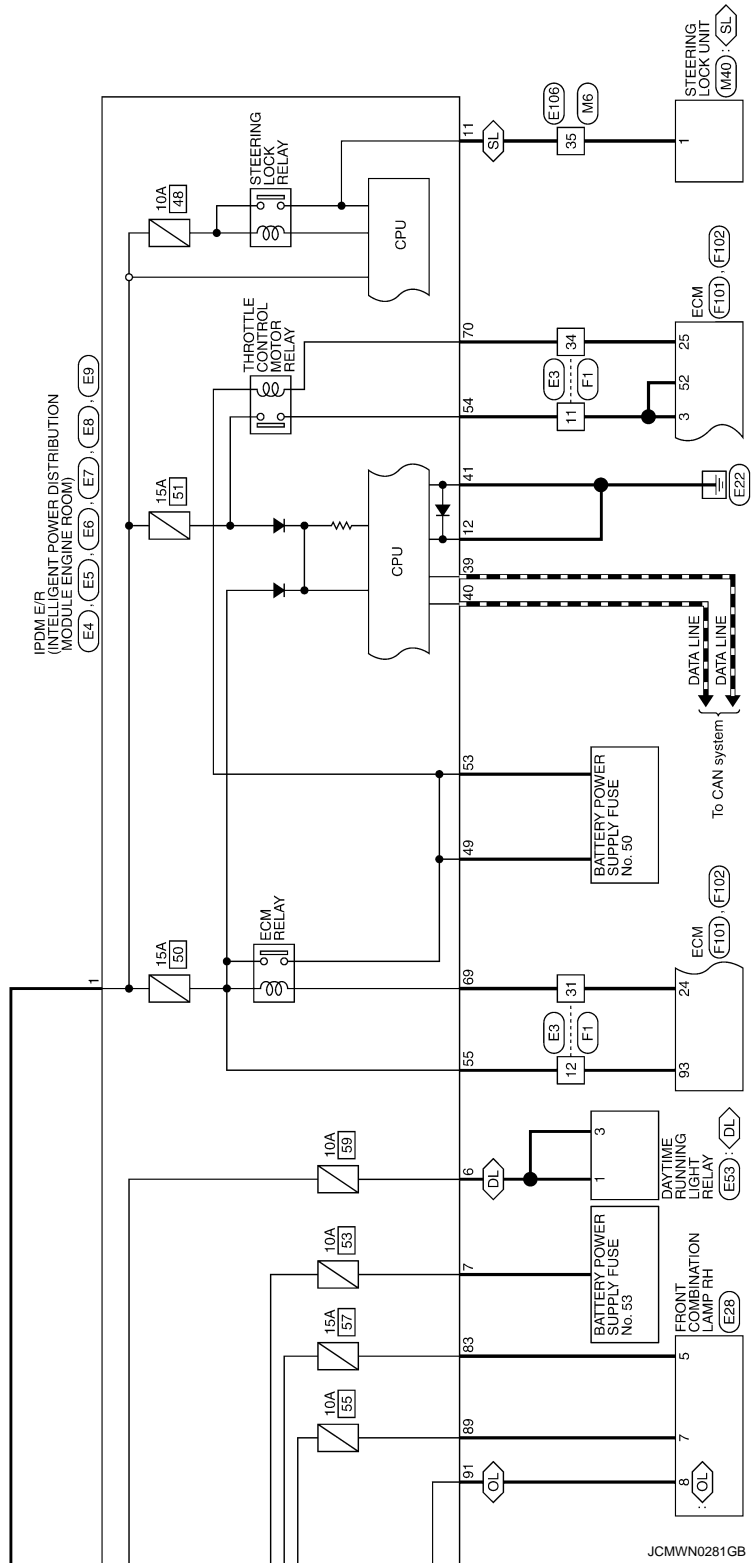 IPDM E/R
(INTELLIGENT POWER DISTRIBUTION
MODULE ENGINE ROOM)
E4 , E5 , E6 , E7 , E8 , E9
1
10A
55
15A
57
10A
53
10A
59
15A
50
15A
51
10A
48
ECM
RELAY
THROTTLE
CONTROL
MOTOR
RELAY
STEERING
LOCK
RELAY
CPU
CPU
91
89
83
7
6
55
69
49
53
40
39
12
41
54
70
11
OL
DL
SL
E3
12
31
F1
E3
11
34
F1
E106
35
M6
8
7
5
: OL
FRONT
COMBINATION
LAMP RH
E28
BATTERY POWER
SUPPLY FUSE
No. 53
1
3
DAYTIME
RUNNING
LIGHT
RELAY
E53 : DL
93
24
ECM
F101 , F102
BATTERY POWER
SUPPLY FUSE
No. 50
DATA LINE
DATA LINE
To CAN system
E22
3
52
25
ECM
F101 , F102
1
STEERING
LOCK UNIT
M40 : SL
JCMWN0281GB